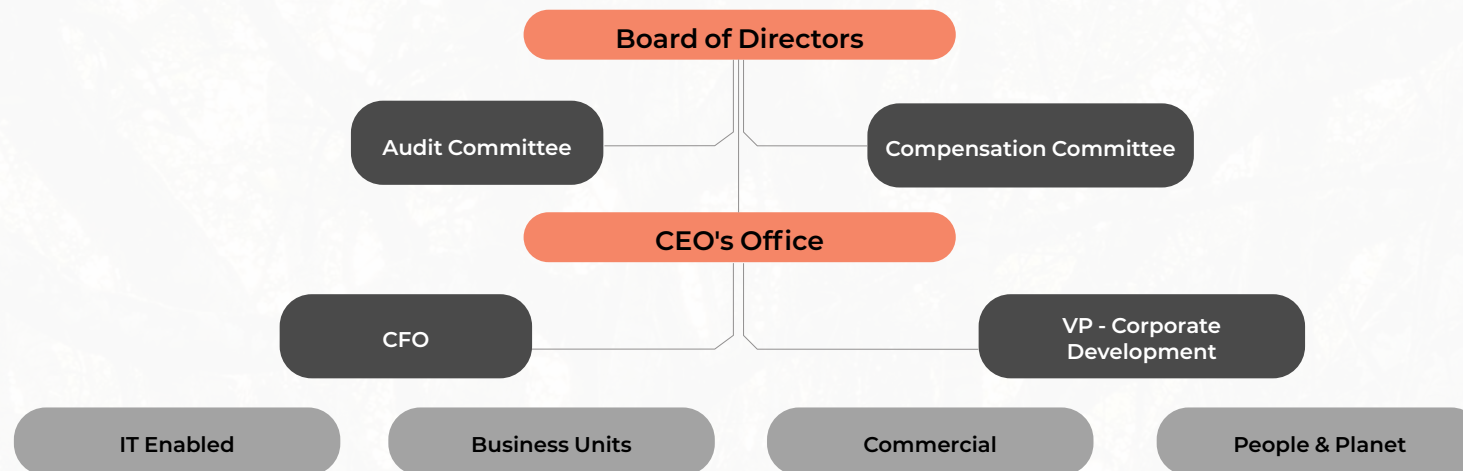 Board of Directors
Audit Committee
Compensation Committee
CEO's Office
CFO
VP - Corporate
Development
IT Enabled
Business Units
Commercial
People & Planet